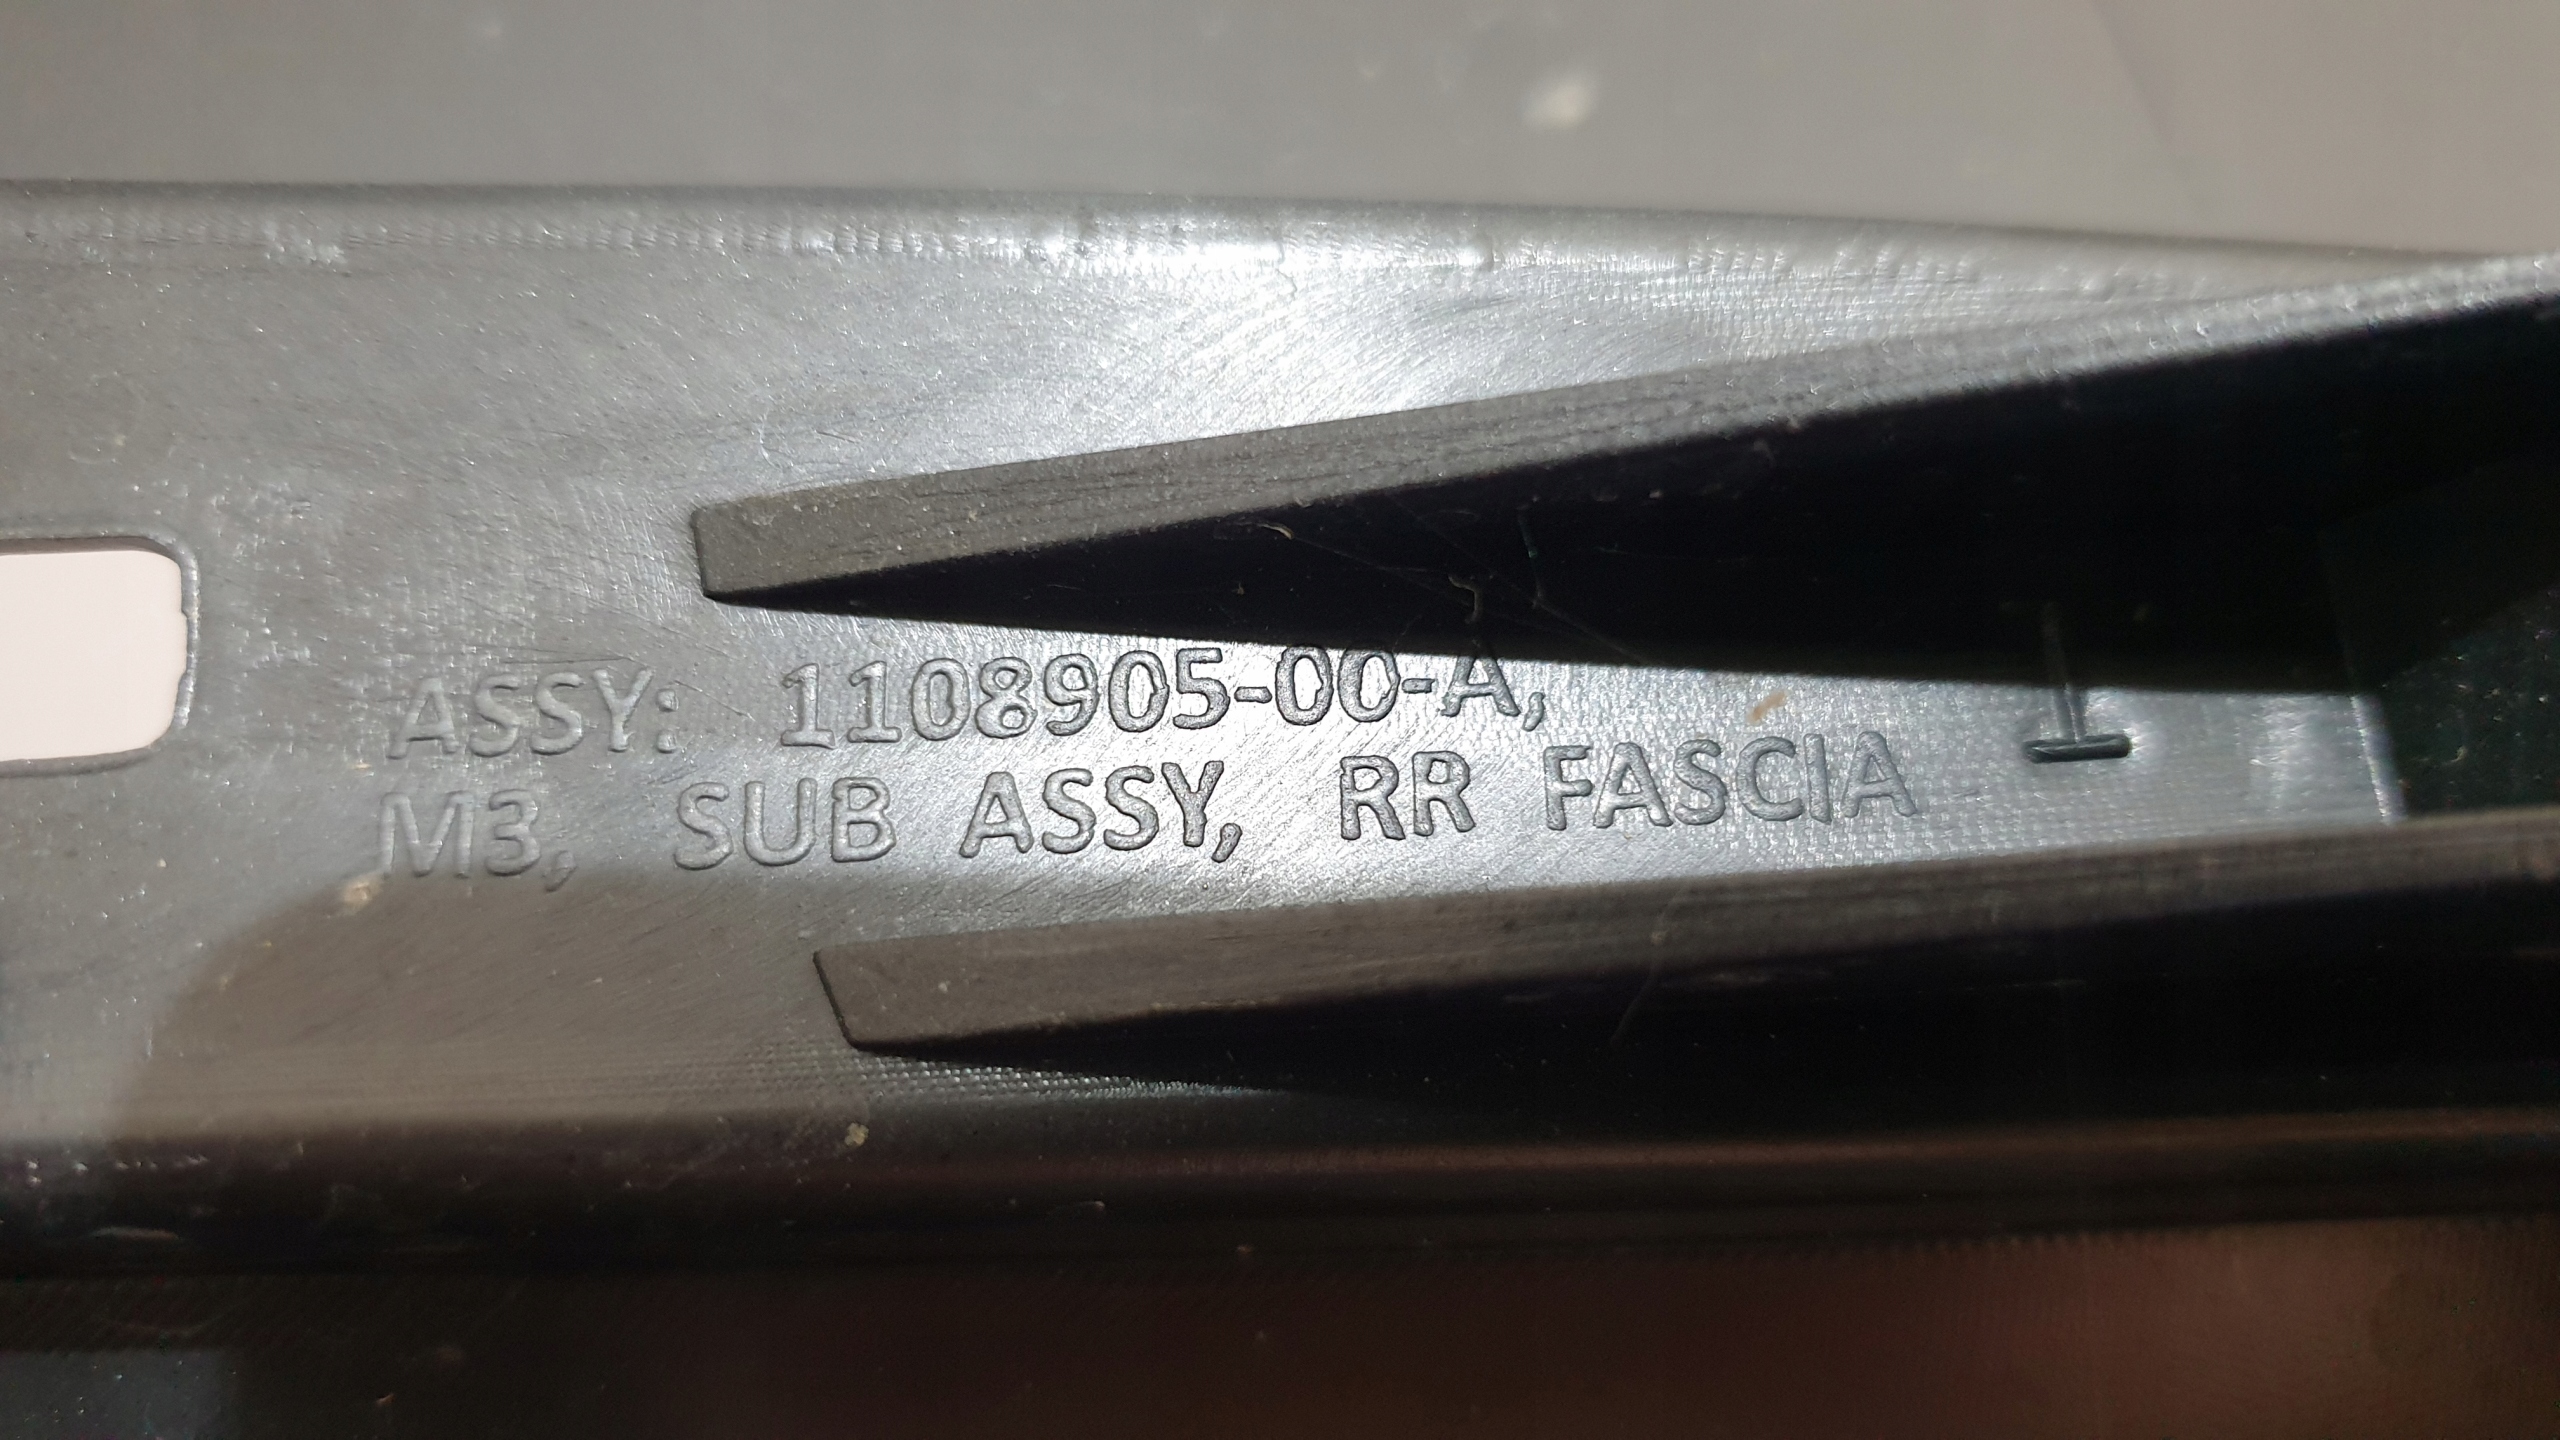 ASSY: 1108905-00-A,
M3, SUB ASSY, RR FASCIA